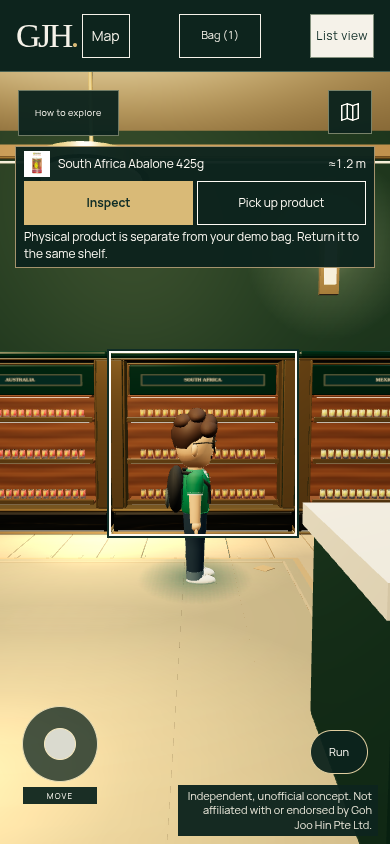 GJH.
Map
Bag (1)
List view
How to explore
South Africa Abalone 425g
≈1.2 m
Inspect
Pick up product
Physical product is separate from your demo bag. Return it to
the same shelf.
AUSTRALIA
SOUTH AFRICA
Run
MOVE
Independent, unofficial concept. Not
affiliated with or endorsed by Goh
Joo Hin Pte Ltd.